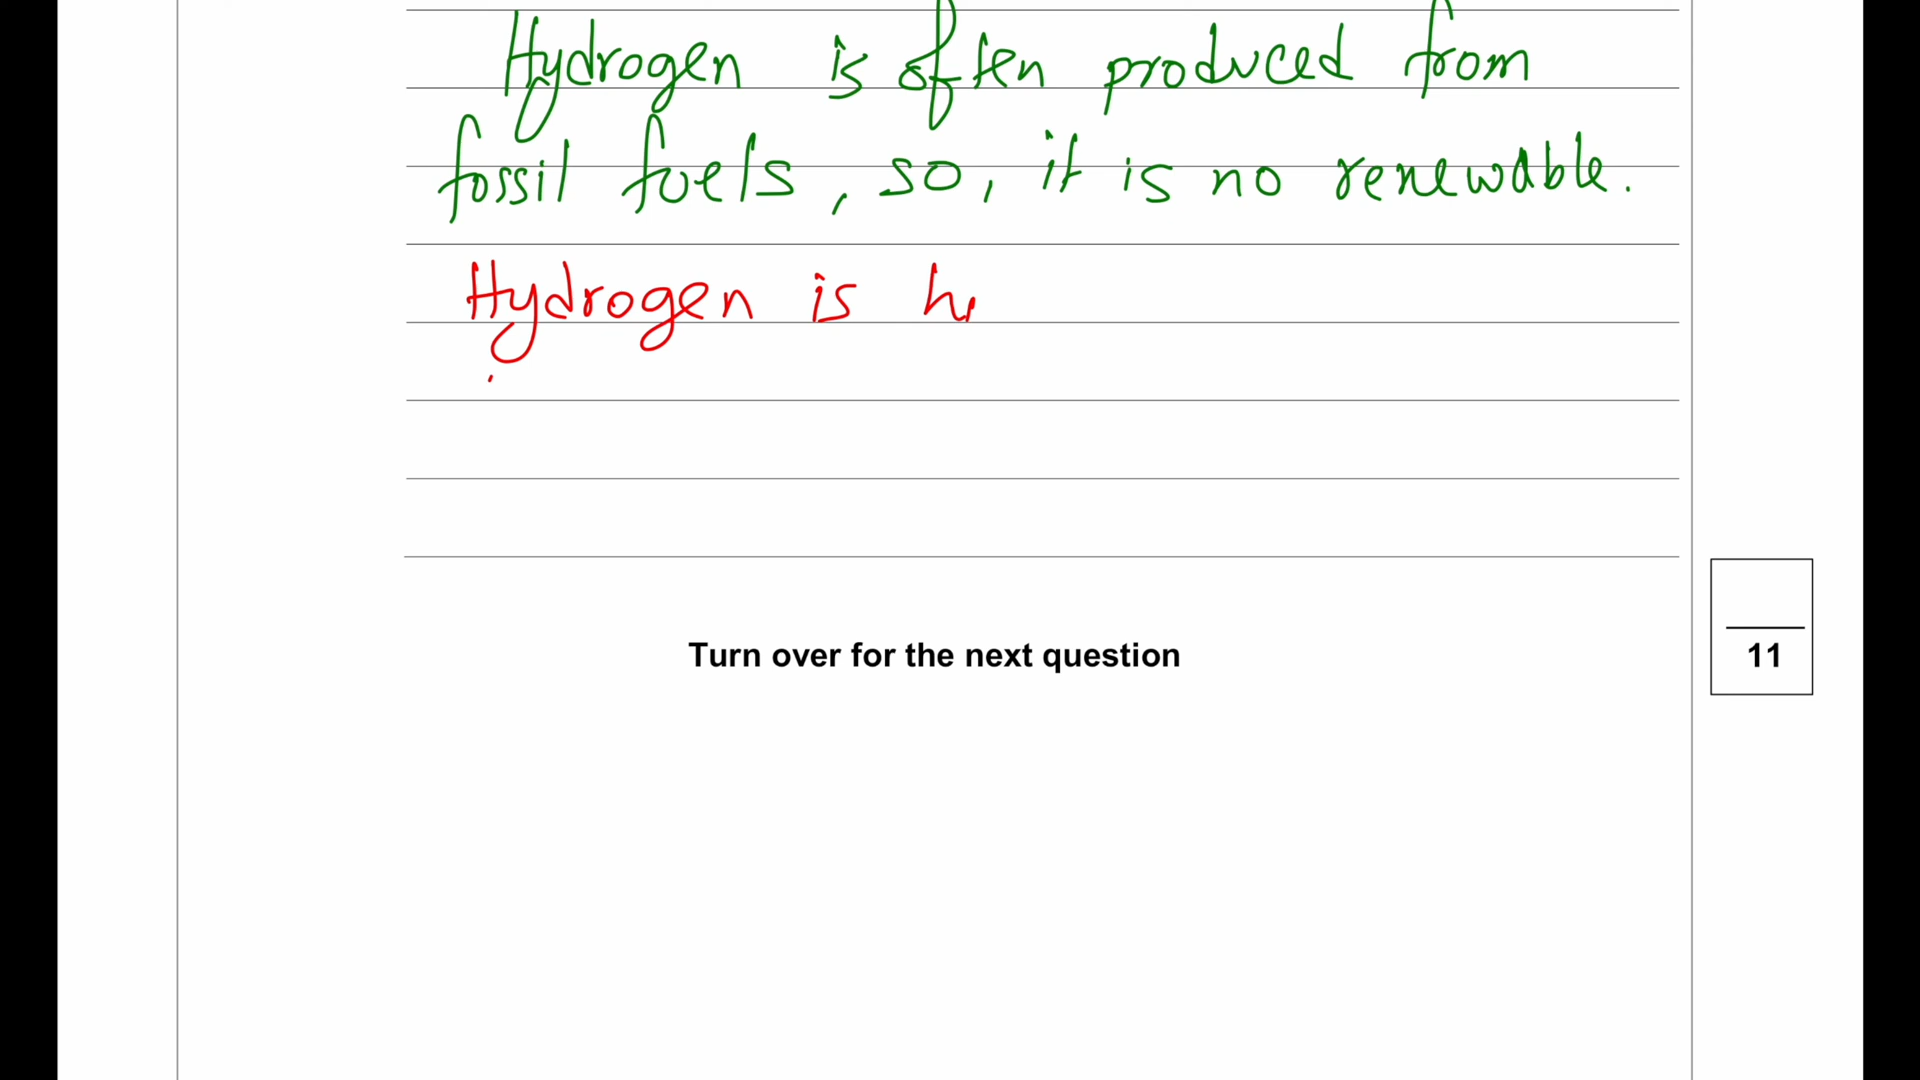 Hydrogen is often produced from
fossil fuels, so, it is no renewable.
Hydrogen is
Turn over for the next question
11